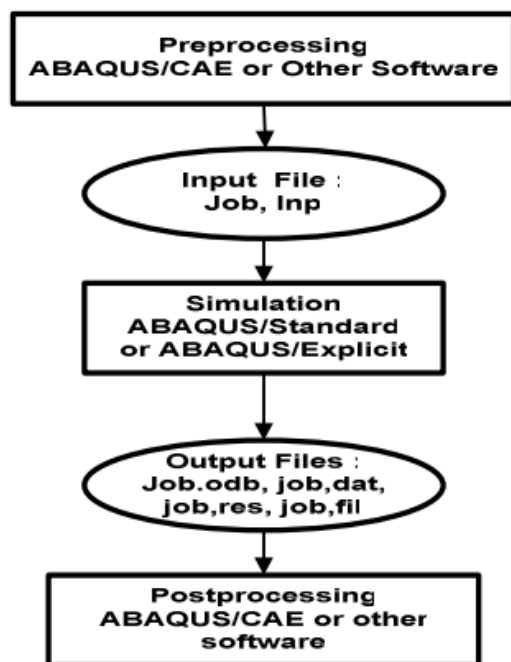 Preprocessing
ABAQUS/CAE or Other Software
Input File :
Job, Inp
Simulation
ABAQUS/Standard
or ABAQUS/Explicit
Output Files :
Job.odb, job,dat,
job,res, job,fil
Postprocessing
ABAQUS/CAE or other
software